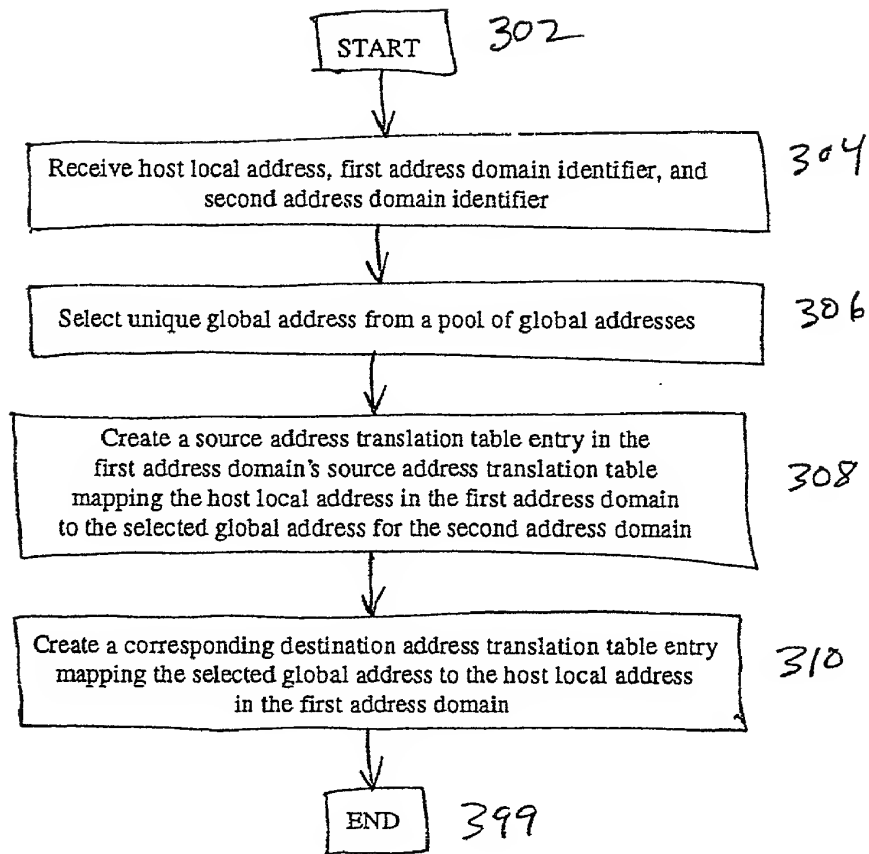 START 302
Receive host local address, first address domain identifier, and
second address domain identifier
304
Select unique global address from a pool of global addresses
306
Create a source address translation table entry in the
first address domain's source address translation table
mapping the host local address in the first address domain
to the selected global address for the second address domain
308
Create a corresponding destination address translation table entry
mapping the selected global address to the host local address
in the first address domain
310
END 399